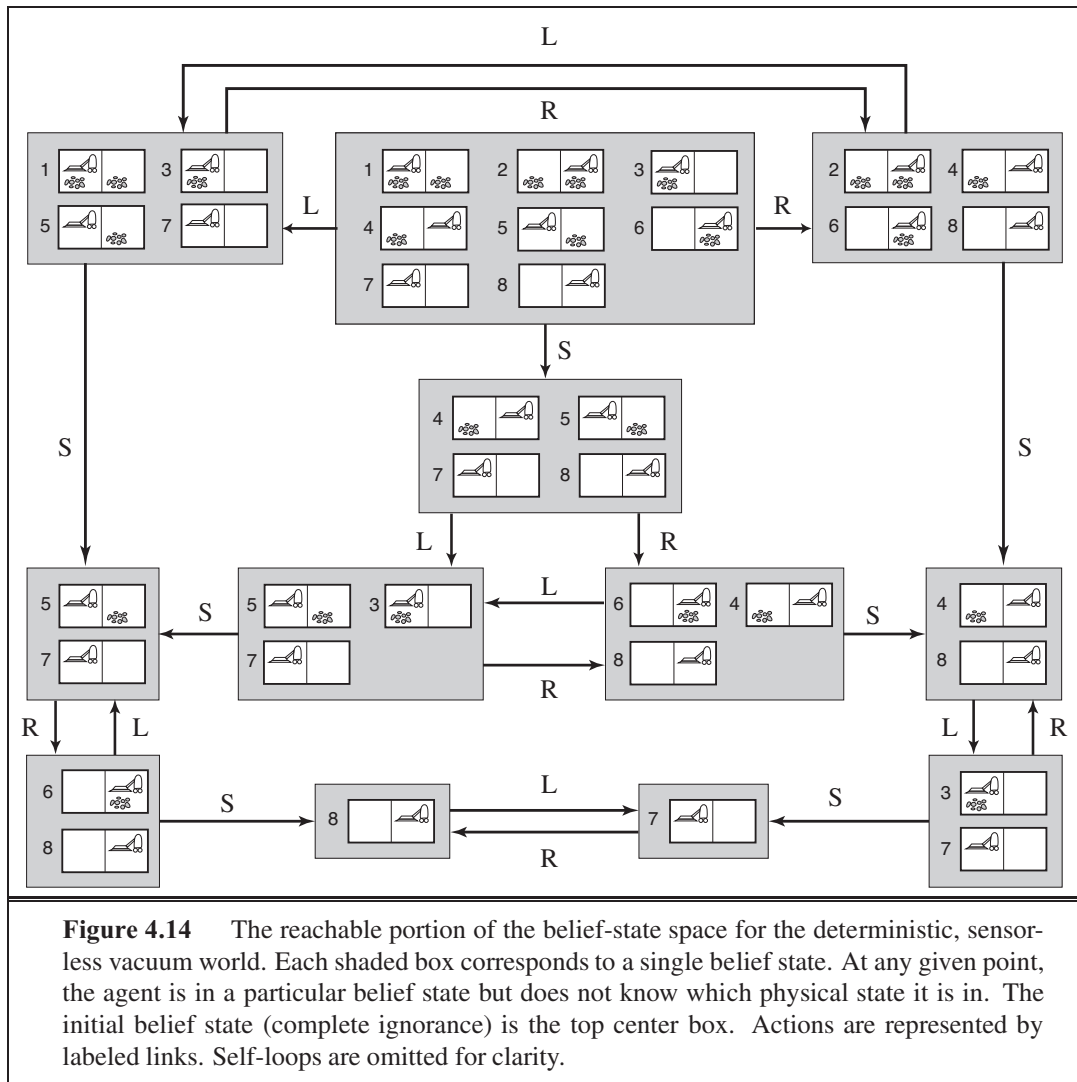 L
R
1 3
5 7
1 2 3
4 5 6
7 8
2 4
6 8
L
R
S
S
S
4 5
7 8
L
R
5
7
S
5 3
7
L
R
6 4
8
S
4
8
R
L
L
R
6
8
S
8
L
R
7
S
3
7
Figure 4.14 The reachable portion of the belief-state space for the deterministic, sensor-
less vacuum world. Each shaded box corresponds to a single belief state. At any given point,
the agent is in a particular belief state but does not know which physical state it is in. The
initial belief state (complete ignorance) is the top center box. Actions are represented by
labeled links. Self-loops are omitted for clarity.